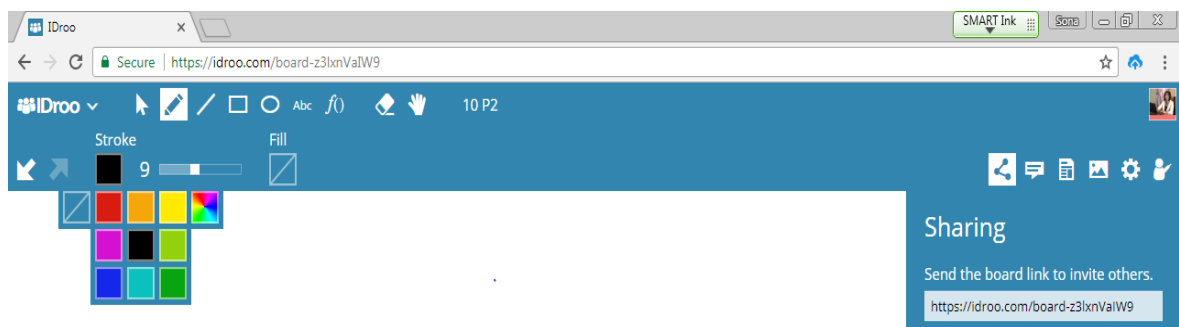 IDroo
SMART Ink
Sona
Secure https://idroo.com/board-z3lxnVaIW9
IDroo Abc f() 10 P2
Stroke Fill
9
Sharing
Send the board link to invite others.
https://idroo.com/board-z3lxnVaIW9